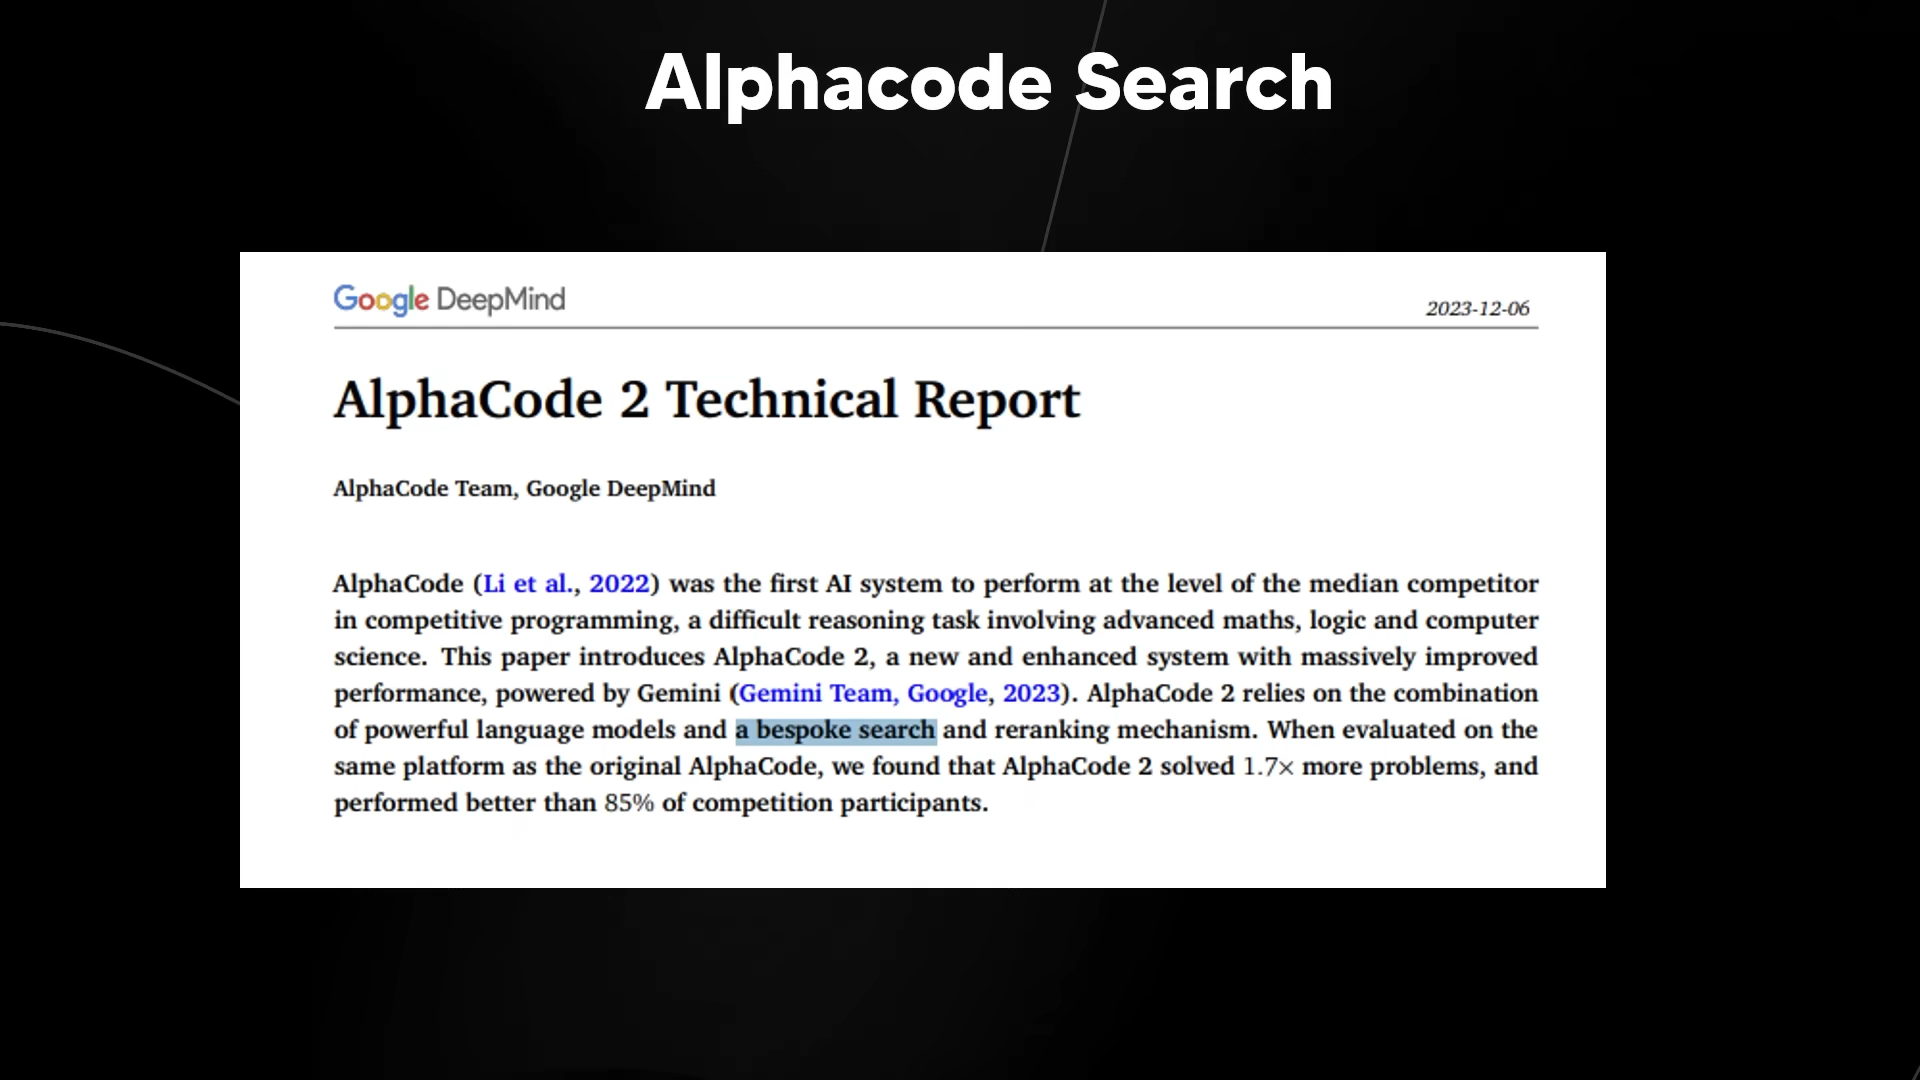 Alphacode Search
Google DeepMind
2023-12-06
AlphaCode 2 Technical Report
AlphaCode Team, Google DeepMind
AlphaCode (Li et al., 2022) was the first AI system to perform at the level of the median competitor
in competitive programming, a difficult reasoning task involving advanced maths, logic and computer
science. This paper introduces AlphaCode 2, a new and enhanced system with massively improved
performance, powered by Gemini (Gemini Team, Google, 2023). AlphaCode 2 relies on the combination
of powerful language models and a bespoke search and reranking mechanism. When evaluated on the
same platform as the original AlphaCode, we found that AlphaCode 2 solved 1.7× more problems, and
performed better than 85% of competition participants.